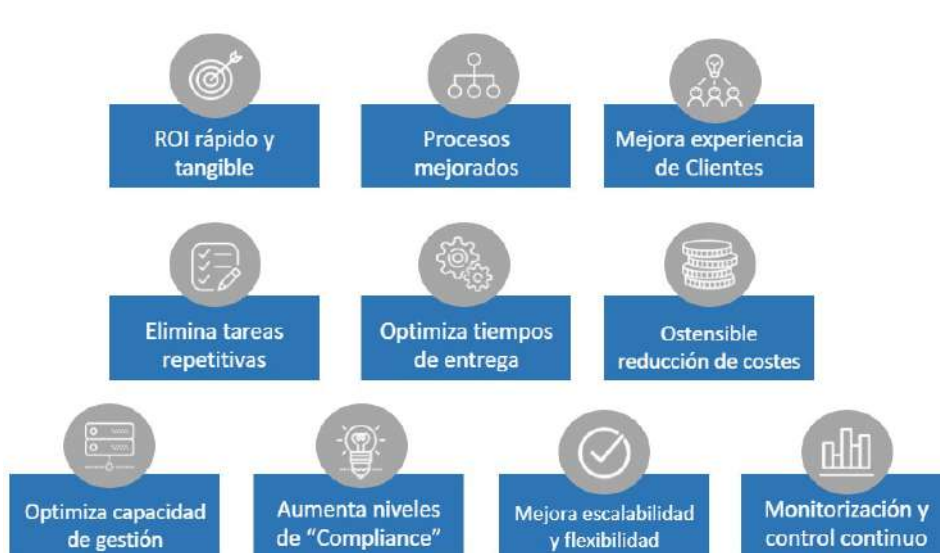 ROI rápido y
tangible
Procesos
mejorados
Mejora experiencia
de Clientes
Elimina tareas
repetitivas
Optimiza tiempos
de entrega
Ostensible
reducción de costes
Optimiza capacidad
de gestión
Aumenta niveles
de “Compliance”
Mejora escalabilidad
y flexibilidad
Monitorización y
control continuo